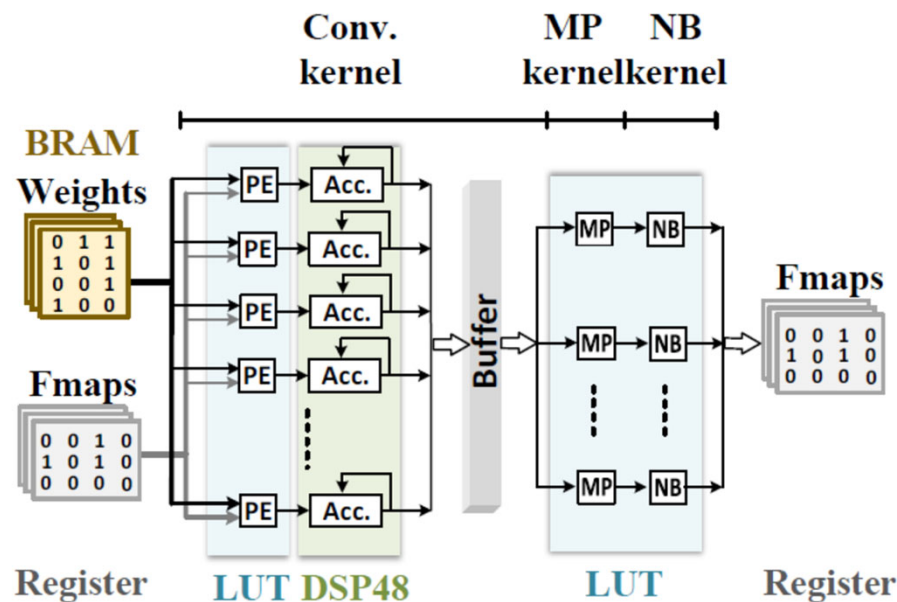 Conv.
kernel
MP
kernel
NB
kernel
BRAM
Weights
0 1 1
1 0 1
0 0 1
1 0 0
Fmaps
0 0 1 0
1 0 1 0
0 0 0 0
Register
PE Acc.
PE Acc.
PE Acc.
PE Acc.
PE Acc.
LUT DSP48
Buffer
MP NB
MP NB
MP NB
LUT
Fmaps
0 0 1 0
1 0 1 0
0 0 0 0
Register